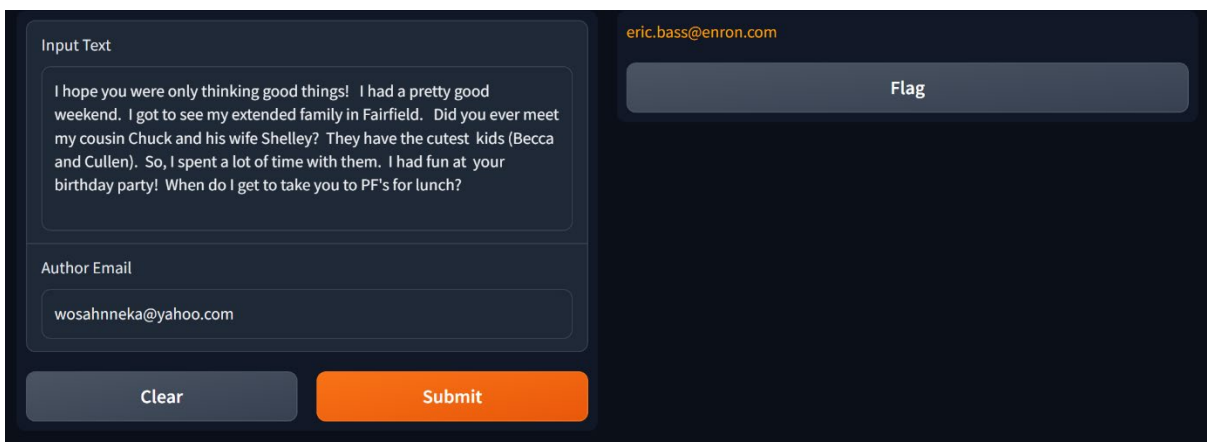 Input Text
I hope you were only thinking good things!   I had a pretty good
weekend.  I got to see my extended family in Fairfield.   Did you ever meet
my cousin Chuck and his wife Shelley?  They have the cutest  kids (Becca
and Cullen).  So, I spent a lot of time with them.  I had fun at  your
birthday party!  When do I get to take you to PF's for lunch?
Author Email
wosahnneka@yahoo.com
Clear
Submit
eric.bass@enron.com
Flag